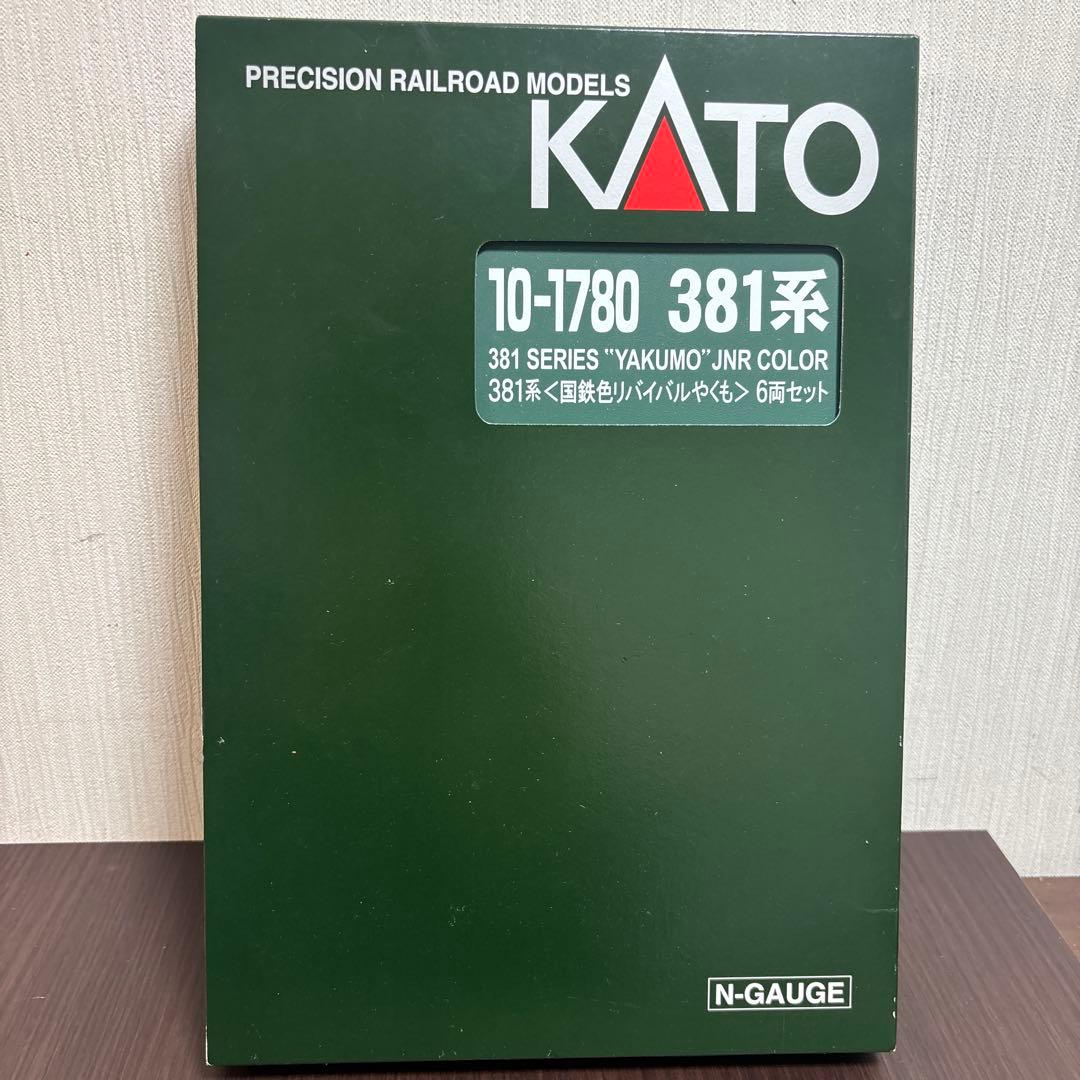 PRECISION RAILROAD MODELS
KATO
10-1780 381系
381 SERIES "YAKUMO" JNR COLOR
381系<国鉄色リバイバルやくも> 6両セット
N-GAUGE